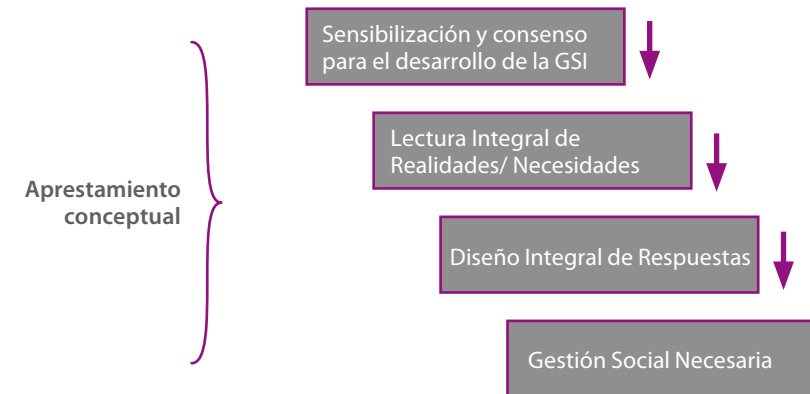 Sensibilización y consenso
para el desarrollo de la GSI
Lectura Integral de
Realidades/ Necesidades
Aprestamiento
conceptual
Diseño Integral de Respuestas
Gestión Social Necesaria